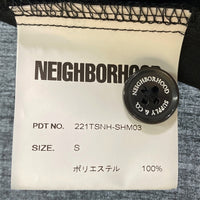 NEIGHBORHOOD
NEIGHBORHOOD
SUPPLY & CO
PDT NO. 221TSNH-SHM03
SIZE. S
ポリエステル 100%